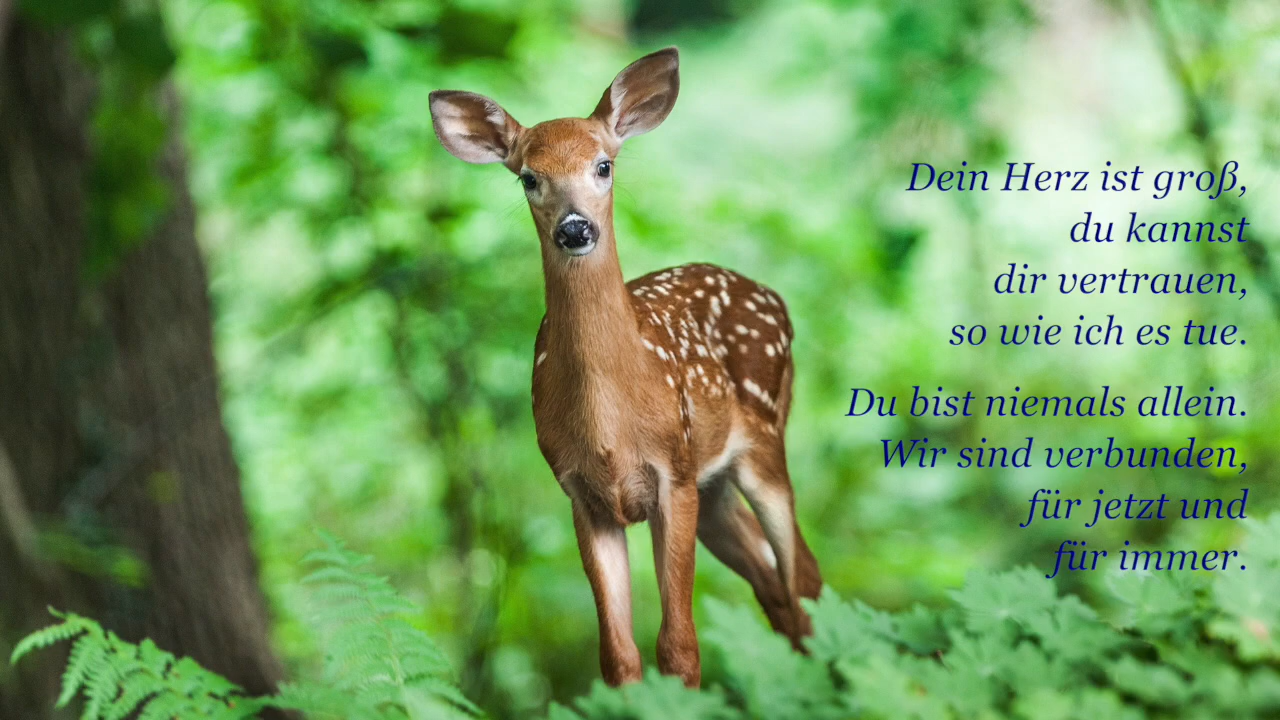 Dein Herz ist groß,
du kannst
dir vertrauen,
so wie ich es tue.
Du bist niemals allein.
Wir sind verbunden,
für jetzt und
für immer.